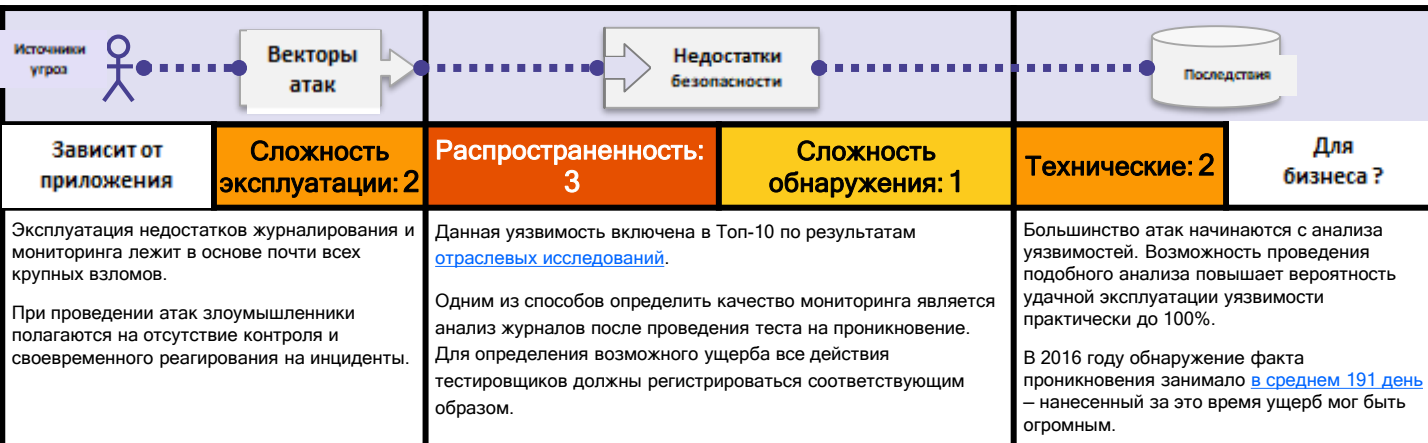 Источники
угроз
Векторы
атак
Недостатки
безопасности
Последствия
Зависит от
приложения
Сложность
эксплуатации: 2
Распространенность:
3
Сложность
обнаружения: 1
Технические: 2
Для
бизнеса ?
Эксплуатация недостатков журналирования и
мониторинга лежит в основе почти всех
крупных взломов.
При проведении атак злоумышленники
полагаются на отсутствие контроля и
своевременного реагирования на инциденты.
Данная уязвимость включена в Топ-10 по результатам
отраслевых исследований.
Одним из способов определить качество мониторинга является
анализ журналов после проведения теста на проникновение.
Для определения возможного ущерба все действия
тестировщиков должны регистрироваться соответствующим
образом.
Большинство атак начинаются с анализа
уязвимостей. Возможность проведения
подобного анализа повышает вероятность
удачной эксплуатации уязвимости
практически до 100%.
В 2016 году обнаружение факта
проникновения занимало в среднем 191 день
– нанесенный за это время ущерб мог быть
огромным.